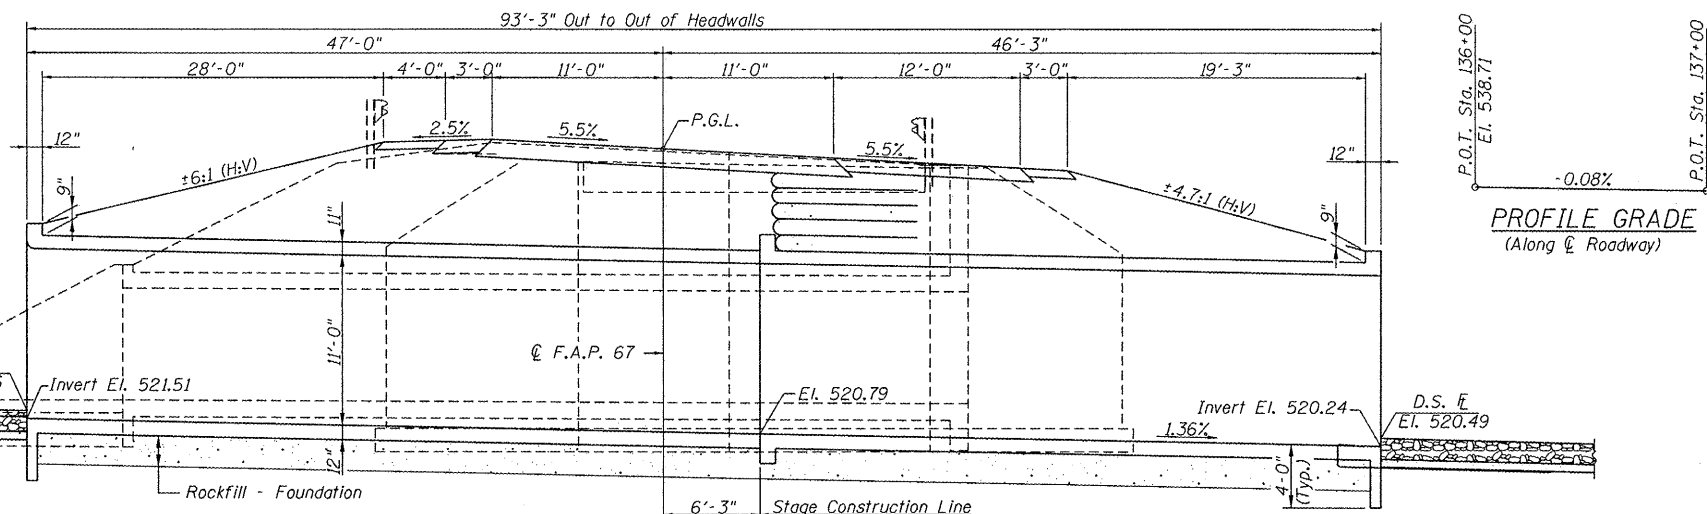 93'-3" Out to Out of Headwalls
47'-0"
46'-3"
28'-0"
4'-0"
3'-0"
11'-0"
11'-0"
12'-0"
3'-0"
19'-3"
12"
2.5%
5.5%
P.G.L.
5.5%
12"
±6:1 (H:V)
9"
11"
±4.7:1 (H:V)
9"
11'-0"
℄ F.A.P. 67
Invert El. 521.51
El. 520.79
Invert El. 520.24
D.S. F̵L
El. 520.49
1.36%
12"
4'-0"
(Typ.)
Rockfill - Foundation
6'-3"
Stage Construction Line
P.O.T. Sta. 136+00
El. 538.71
P.O.T. Sta. 137+00
-0.08%
PROFILE GRADE
(Along ℄ Roadway)